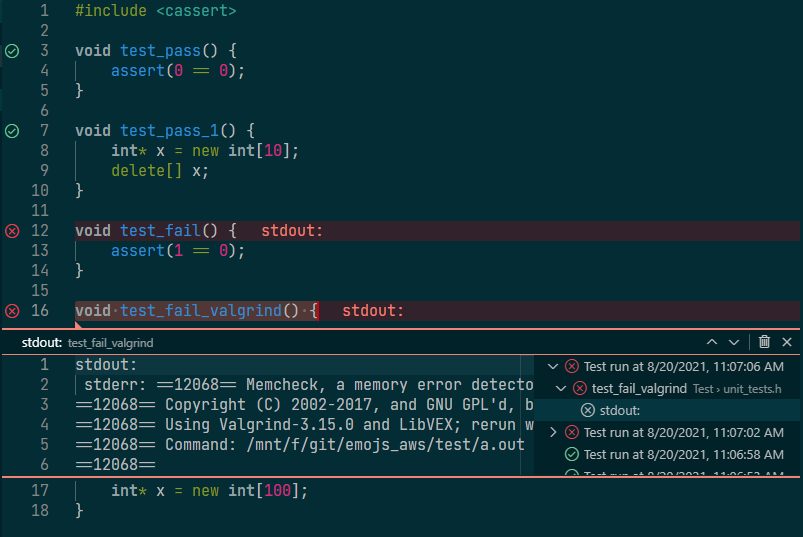 1 #include <cassert>
2
3 void test_pass() {
4 assert(0 == 0);
5 }
6
7 void test_pass_1() {
8 int* x = new int[10];
9 delete[] x;
10 }
11
12 void test_fail() { stdout:
13 assert(1 == 0);
14 }
15
16 void·test_fail_valgrind()·{ stdout:
stdout: test_fail_valgrind
1 stdout:
2 stderr: ==12068== Memcheck, a memory error detecto
3 ==12068== Copyright (C) 2002-2017, and GNU GPL'd, b
4 ==12068== Using Valgrind-3.15.0 and LibVEX; rerun w
5 ==12068== Command: /mnt/f/git/emojs_aws/test/a.out
6 ==12068==
Test run at 8/20/2021, 11:07:06 AM
test_fail_valgrind Test › unit_tests.h
stdout:
Test run at 8/20/2021, 11:07:02 AM
Test run at 8/20/2021, 11:06:58 AM
17 int* x = new int[100];
18 }